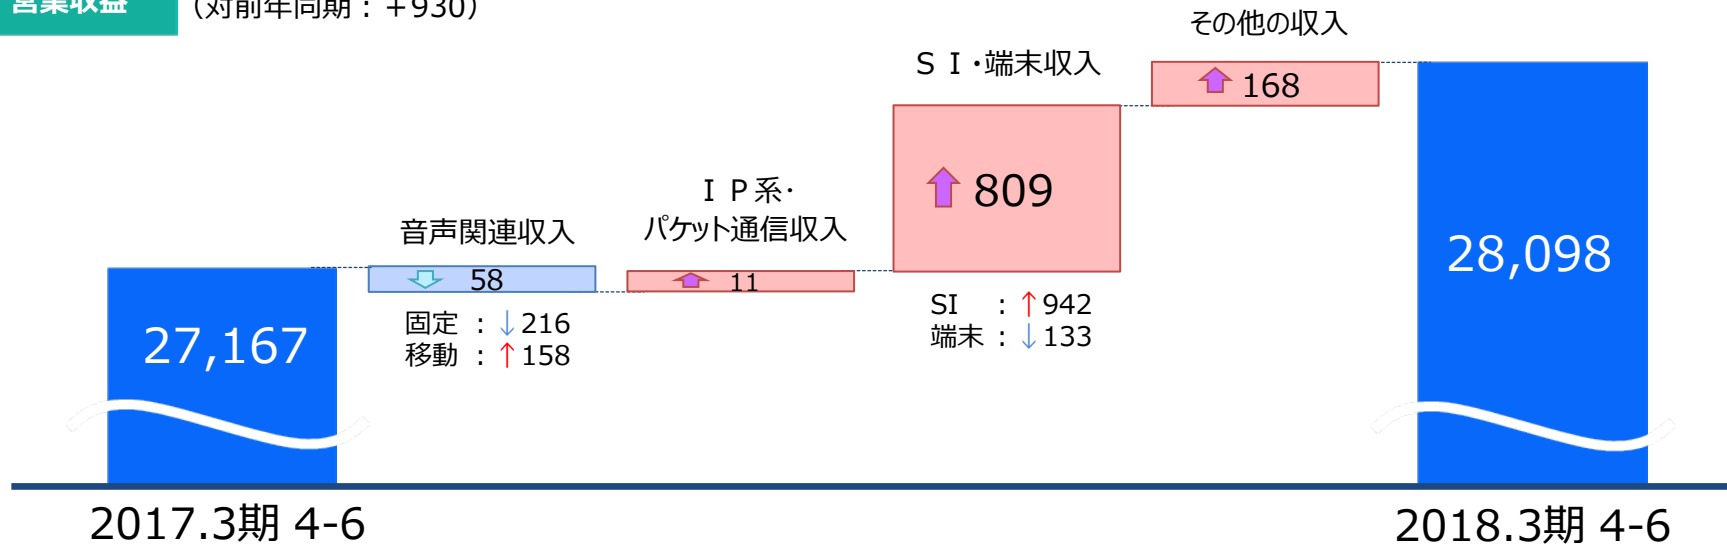 営業収益
（対前年同期：+930）
その他の収入
168
ＳＩ・端末収入
809
SI ：↑942
端末：↓133
ＩＰ系・
パケット通信収入
11
音声関連収入
58
固定：↓216
移動：↑158
27,167
28,098
2017.3期 4-6
2018.3期 4-6